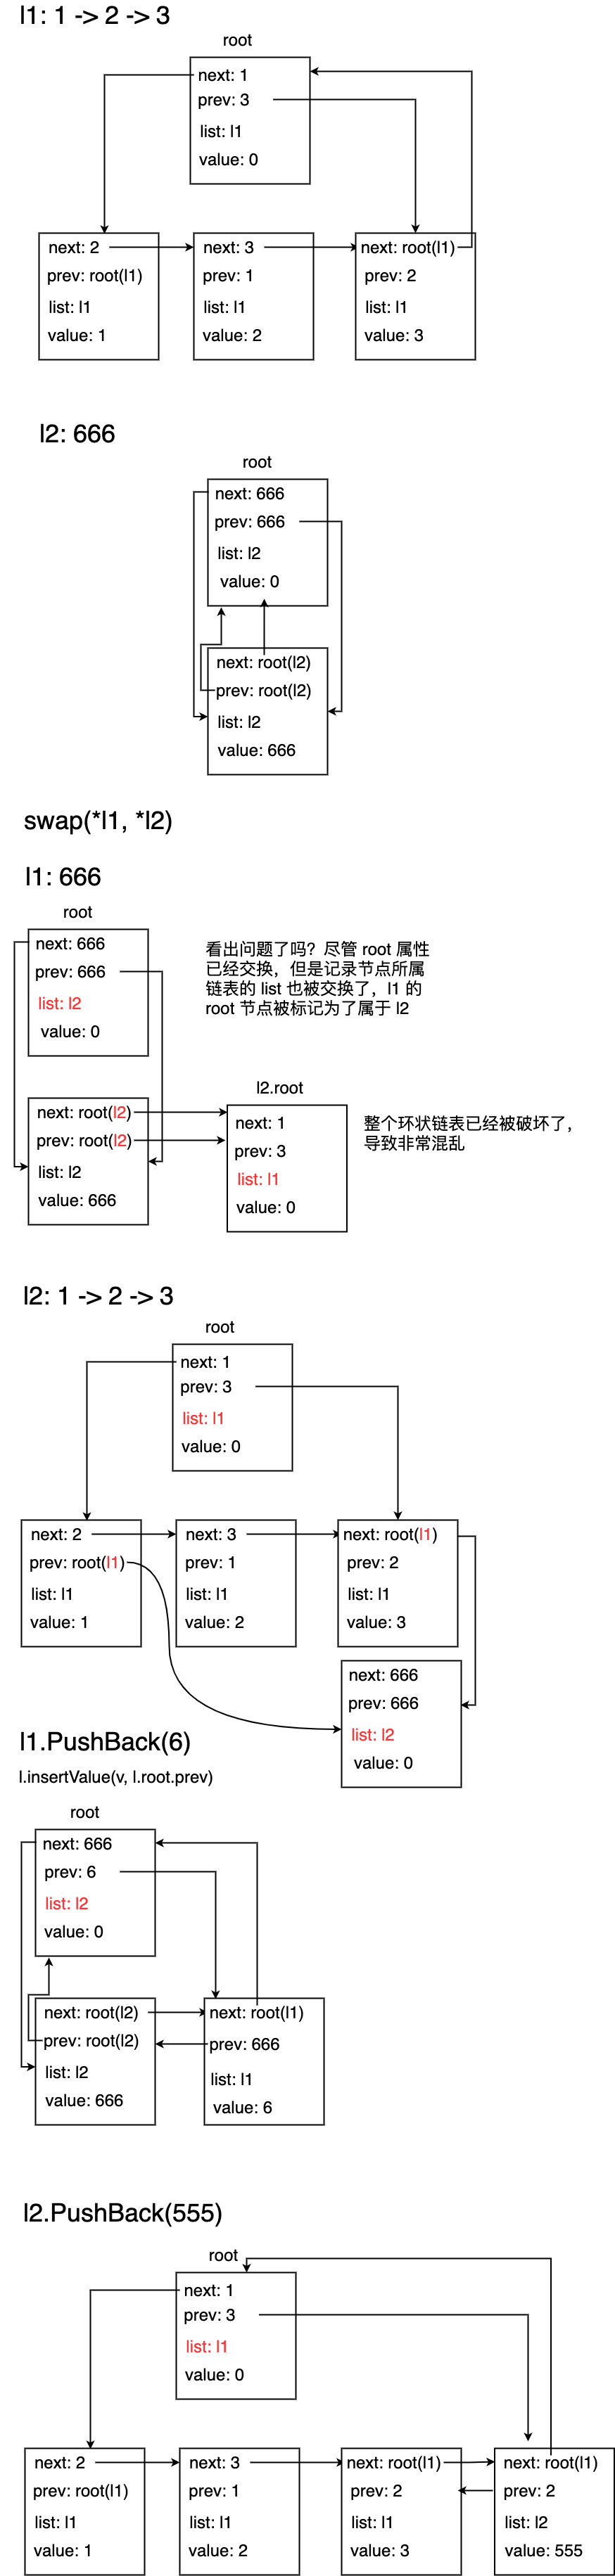 l1: 1 -> 2 -> 3
root
next: 1
prev: 3
list: l1
value: 0
next: 2
prev: root(l1)
list: l1
value: 1
next: 3
prev: 1
list: l1
value: 2
next: root(l1)
prev: 2
list: l1
value: 3
l2: 666
root
next: 666
prev: 666
list: l2
value: 0
next: root(l2)
prev: root(l2)
list: l2
value: 666
swap(*l1, *l2)
l1: 666
root
next: 666
prev: 666
list: l2
value: 0
看出问题了吗？尽管 root 属性
已经交换，但是记录节点所属
链表的 list 也被交换了，l1 的
root 节点被标记为了属于 l2
next: root(l2)
prev: root(l2)
list: l2
value: 666
l2.root
next: 1
prev: 3
list: l1
value: 0
整个环状链表已经被破坏了，
导致非常混乱
l2: 1 -> 2 -> 3
root
next: 1
prev: 3
list: l1
value: 0
next: 2
prev: root(l1)
list: l1
value: 1
next: 3
prev: 1
list: l1
value: 2
next: root(l1)
prev: 2
list: l1
value: 3
next: 666
prev: 666
list: l2
value: 0
l1.PushBack(6)
l.insertValue(v, l.root.prev)
root
next: 666
prev: 6
list: l2
value: 0
next: root(l2)
prev: root(l2)
list: l2
value: 666
next: root(l1)
prev: 666
list: l1
value: 6
l2.PushBack(555)
root
next: 1
prev: 3
list: l1
value: 0
next: 2
prev: root(l1)
list: l1
value: 1
next: 3
prev: 1
list: l1
value: 2
next: root(l1)
prev: 2
list: l1
value: 3
next: root(l1)
prev: 2
list: l2
value: 555